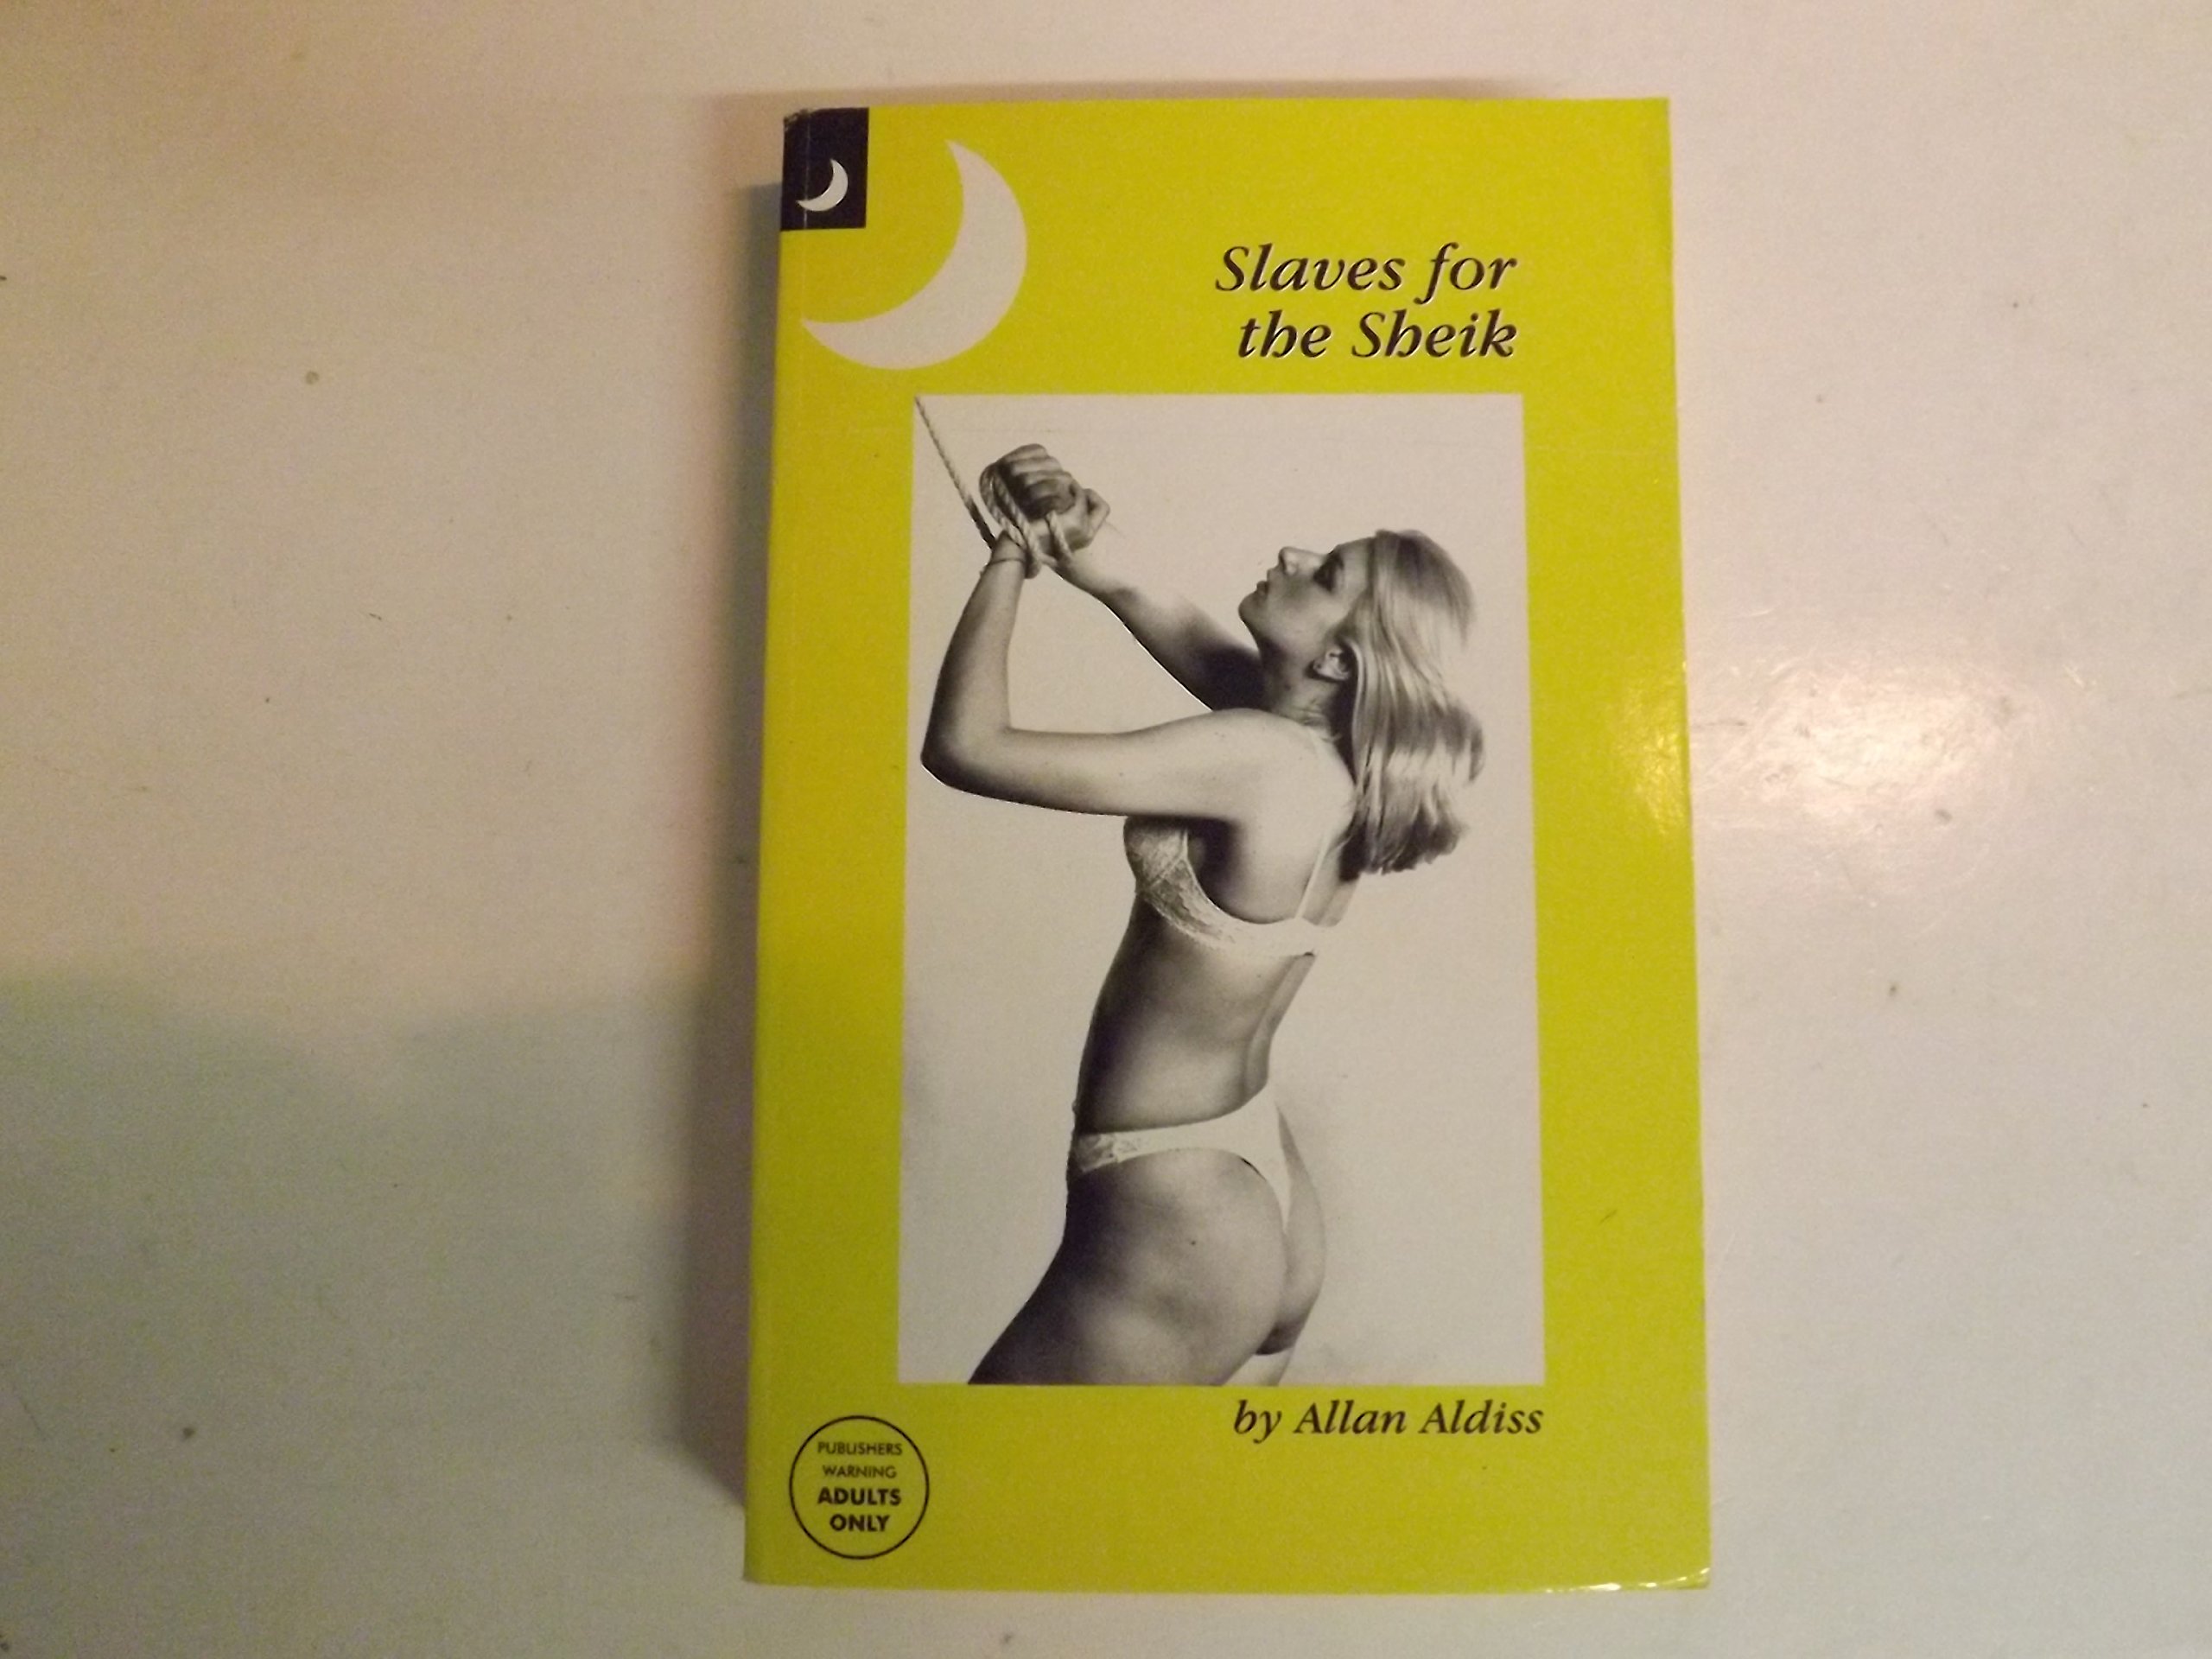 Slaves for
the Sheik
by Allan Aldiss
PUBLISHERS
WARNING
ADULTS
ONLY